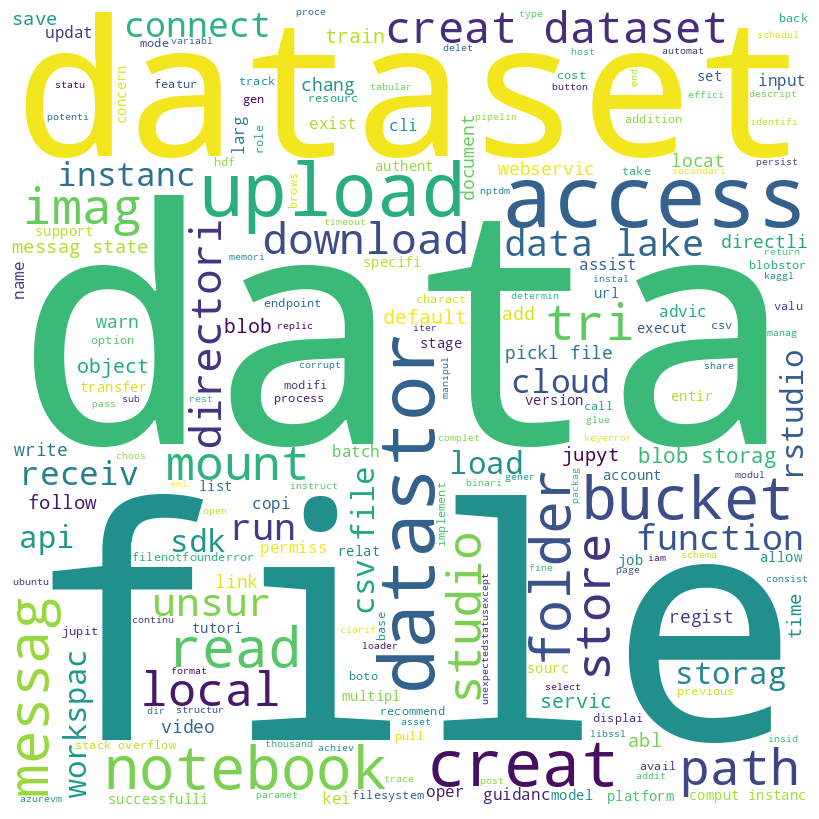 save
connect
proce
creat dataset
type
back
updat
mode
variabl
train
delet
host
automat
schedul
dataset
statu
concern
featur
track
chang
cost
button
set
input
potenti
gen
tabular
resourc
cli
end
effici
descript
larg
role
exist
pipelin
addition
identifi
hdf
authent
document
webservic
locat
take
persist
instanc
brows
nptdm
secondari
imag
upload
access
support
timeout
messag state
directori
download
data lake
directli
return
name
memori
specifi
assist
instal
blobstor
kaggl
data
endpoint
charact
determin
url
valu
warn
blob
replic
default
add
tri
advic
option
iter
stage
execut
csv
manag
object
corrupt
datastor
manipul
pickl file
share
transfer
modifi
process
cloud
rstudio
pass
sub
rest
version
entir
call
glue
write
choos
batch
complet
keyerror
jupyt
blob storag
receiv
mount
instruct
load
binari
gener
packag
account
modul
follow
xml
list
csv file
folder
bucket
open
copi
implement
api
sdk
run
function
filenotfounderror
permiss
relat
studio
store
job
iam
schema
allow
file
ubuntu
link
fine
page
consist
messag
jupit
continu
unsur
base
unexpectedstatusexcept
time
tutori
clarif
regist
workspac
read
loader
sourc
format
boto
storag
local
select
previous
dir
structur
multipl
servic
video
recommend
displai
asset
libssl
stack overflow
thousand
achiev
pull
abl
insid
notebook
trace
creat
post
avail
addit
path
azurevm
successfulli
paramet
kei
filesystem
oper
guidanc
model
platform
comput instanc